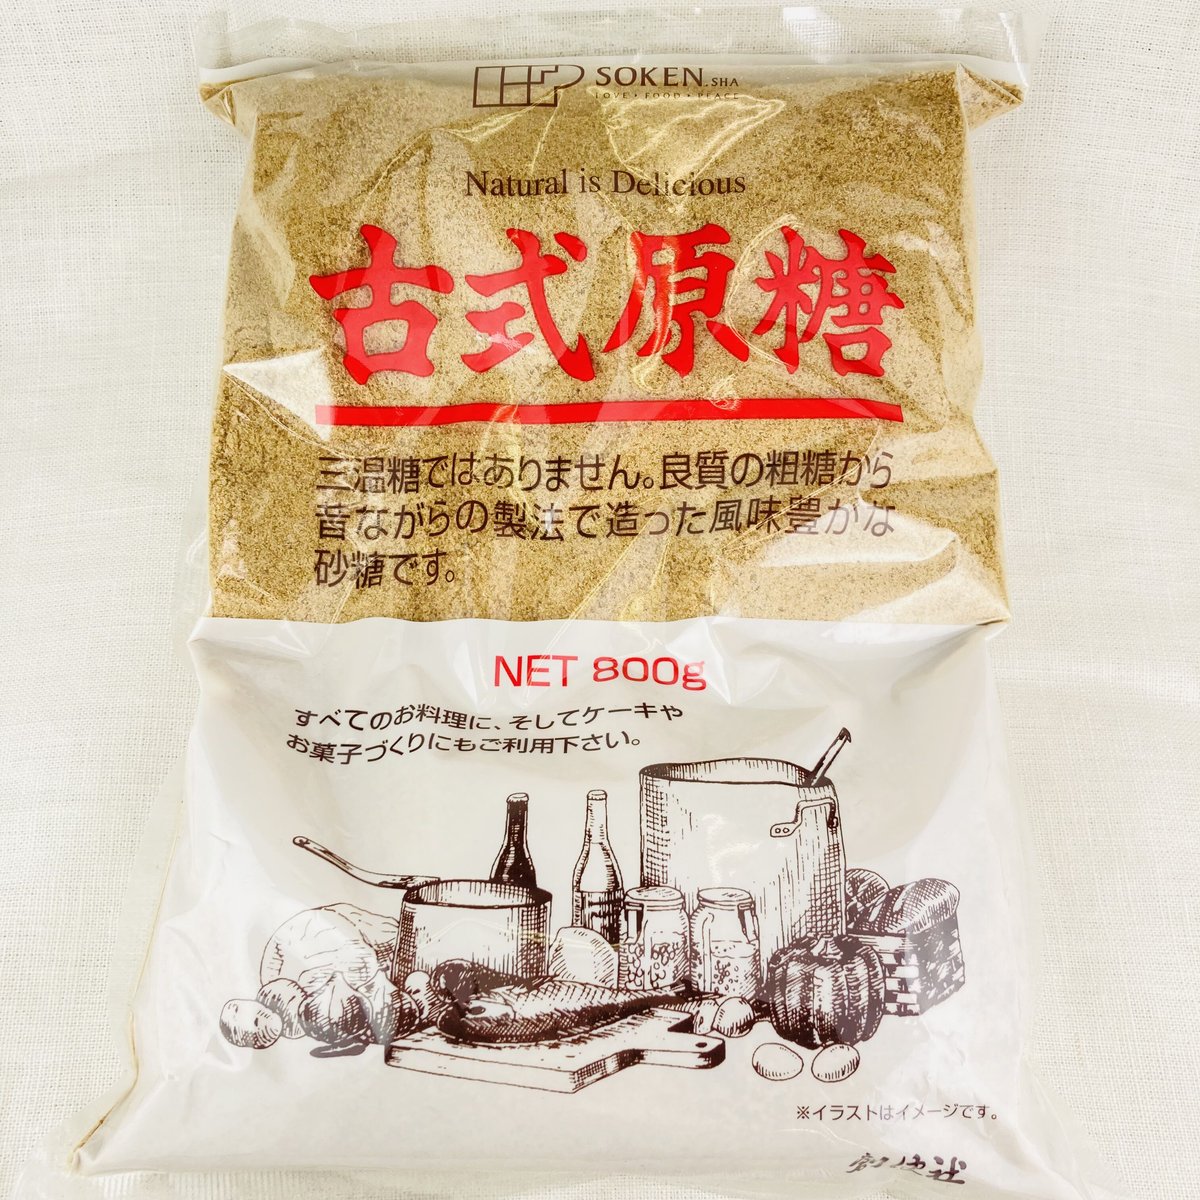 SOKEN.SHA
LOVE・FOOD・PEACE
Natural is Delicious
古式原糖
三温糖ではありません。良質の粗糖から
昔ながらの製法で造った風味豊かな
砂糖です。
NET 800g
すべてのお料理に、そしてケーキや
お菓子づくりにもご利用下さい。
※イラストはイメージです。
創健社